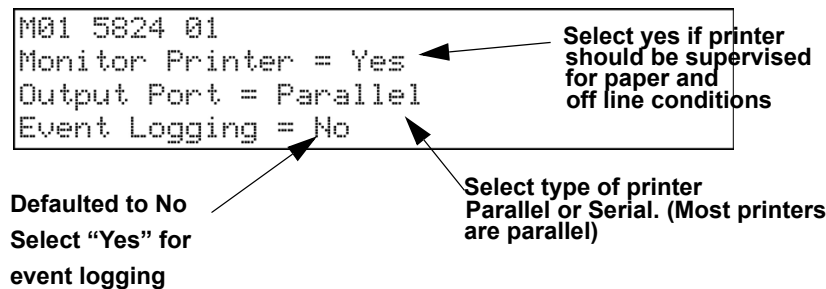 M01 5824 01
Monitor Printer = Yes
Output Port = Parallel
Event Logging = No
Select yes if printer
should be supervised
for paper and
off line conditions
Select type of printer
Parallel or Serial. (Most printers
are parallel)
Defaulted to No
Select “Yes” for
event logging